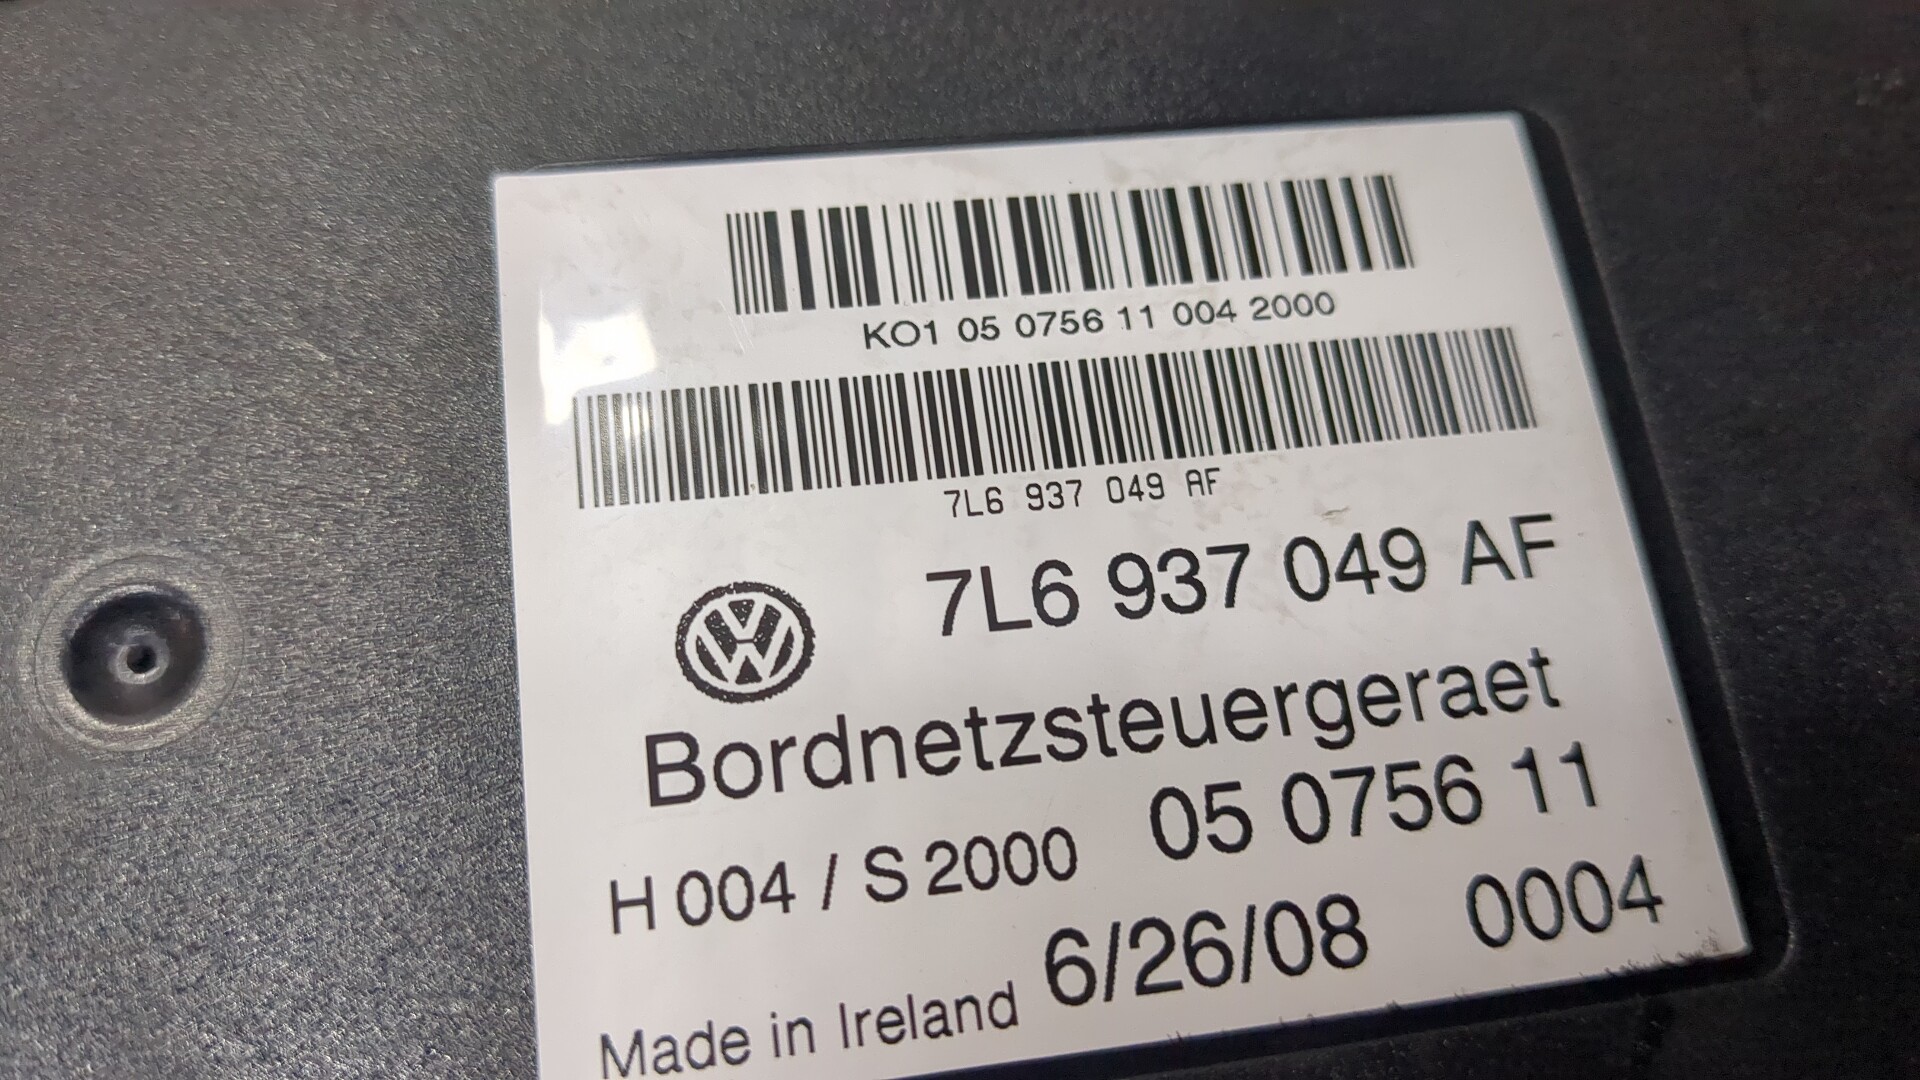 KO1 05 0756 11 004 2000
7L6 937 049 AF
7L6 937 049 AF
Bordnetzsteuergeraet
H 004 / S 2000 05 0756 11
Made in Ireland 6/26/08 0004